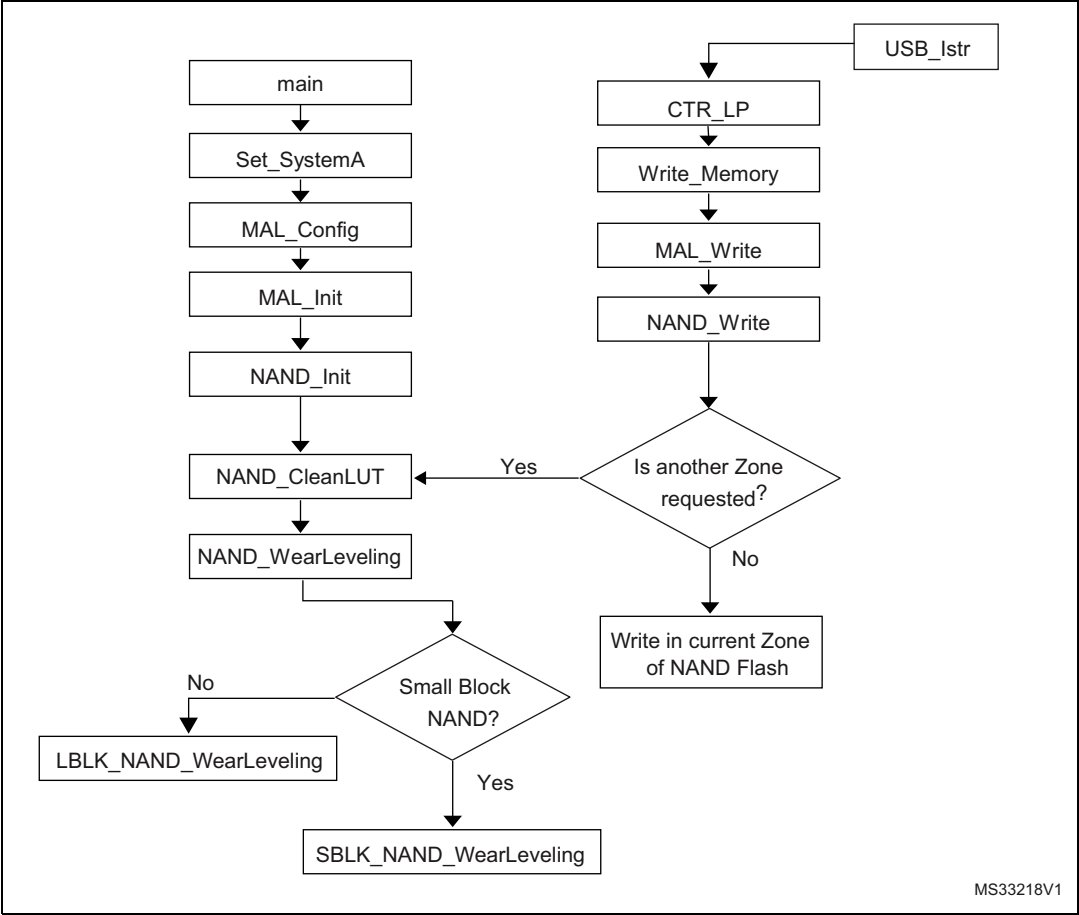 USB_Istr
main
CTR_LP
Set_SystemA
Write_Memory
MAL_Config
MAL_Write
MAL_Init
NAND_Write
NAND_Init
Is another Zone
requested?
Yes
NAND_CleanLUT
No
NAND_WearLeveling
Write in current Zone
of NAND Flash
Small Block
NAND?
No
LBLK_NAND_WearLeveling
Yes
SBLK_NAND_WearLeveling
MS33218V1